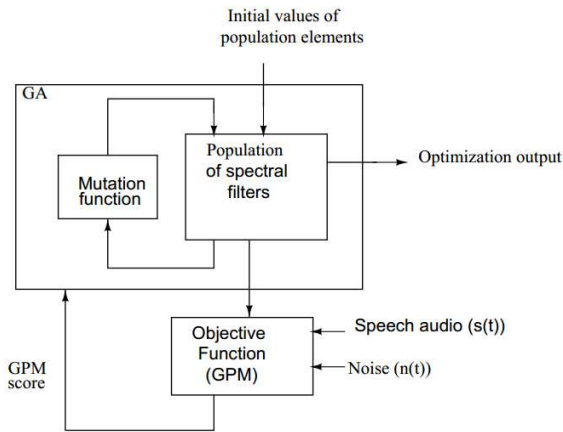 Initial values of
population elements
GA
Population
of spectral
filters
Optimization output
Mutation
function
Objective
Function
(GPM)
Speech audio (s(t))
Noise (n(t))
GPM
score